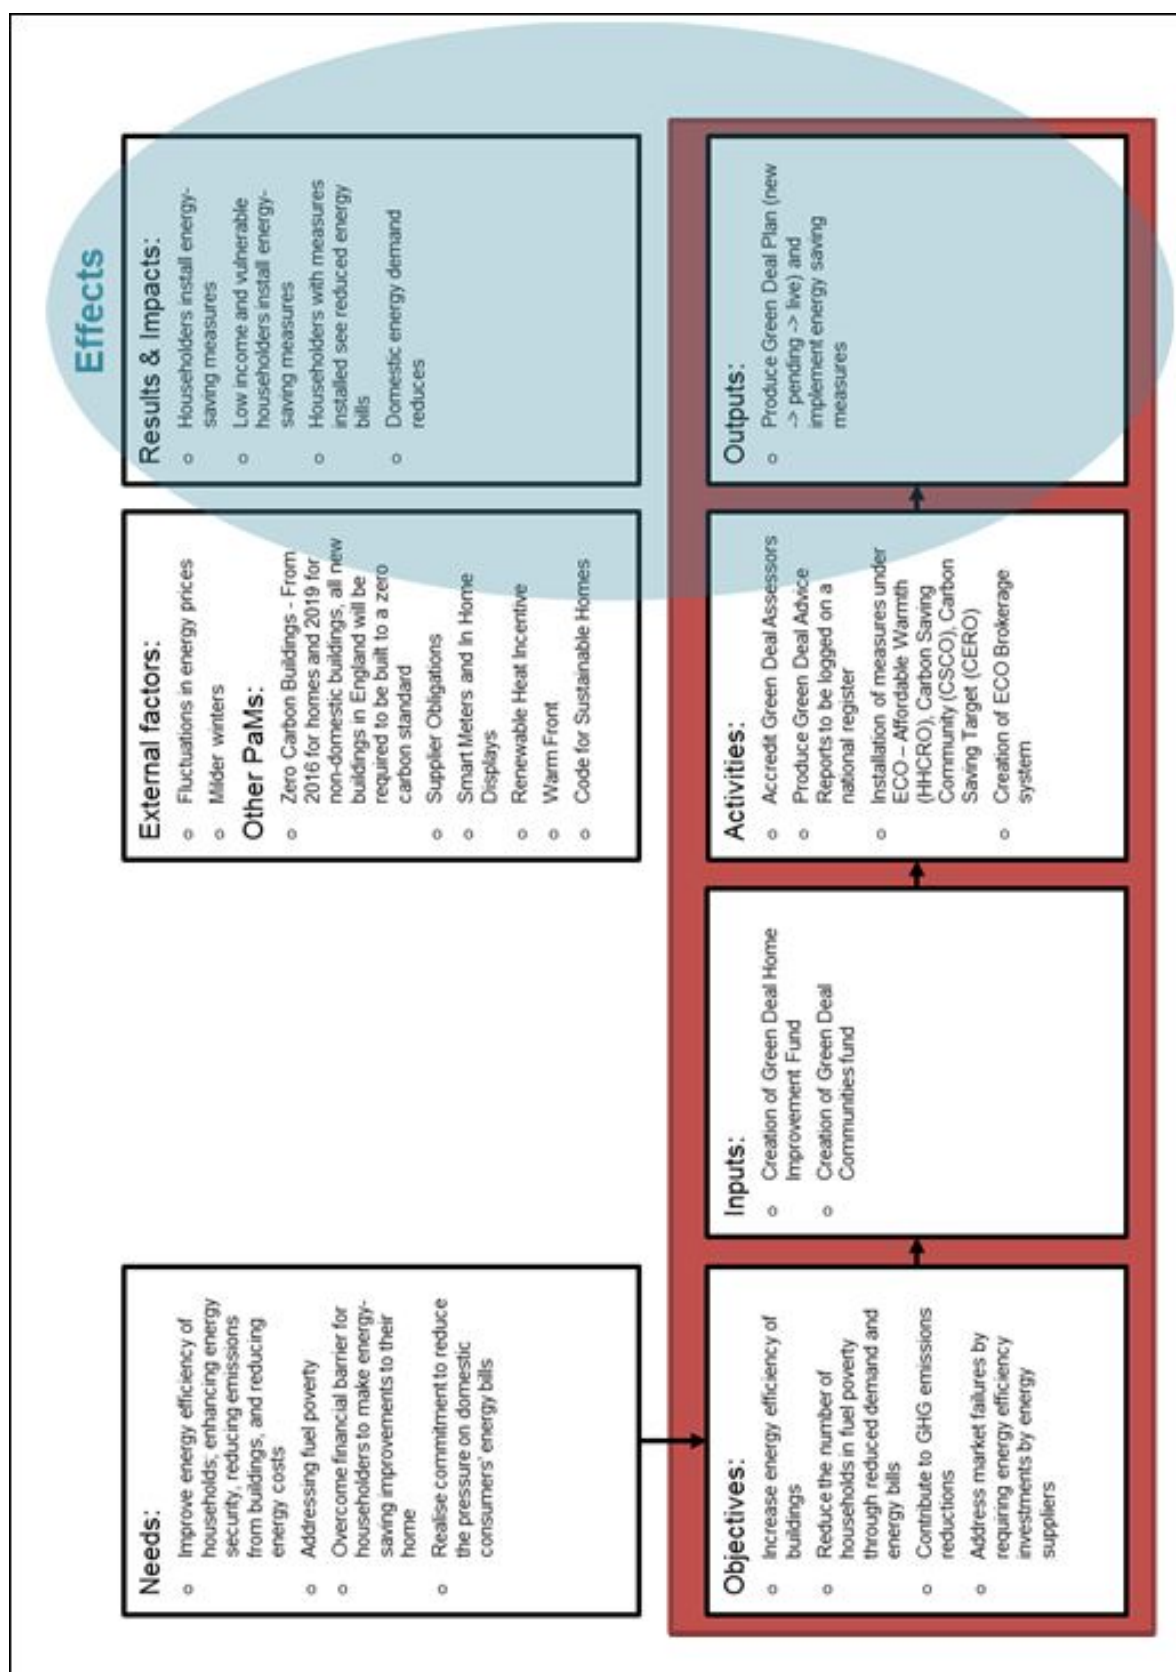 Effects
Needs:
Improve energy efficiency of
households; enhancing energy
security, reducing emissions
from buildings, and reducing
energy costs
Addressing fuel poverty
Overcome financial barrier for
householders to make energy-
saving improvements to their
home
Realise commitment to reduce
the pressure on domestic
consumers' energy bills
External factors:
Fluctuations in energy prices
Milder winters
Other PaMs:
Zero Carbon Buildings - From
2016 for homes and 2019 for
non-domestic buildings, all new
buildings in England will be
required to be built to a zero
carbon standard
Supplier Obligations
Smart Meters and In Home
Displays
Renewable Heat Incentive
Warm Front
Code for Sustainable Homes
Results & Impacts:
Householders install energy-
saving measures
Low income and vulnerable
householders install energy-
saving measures
Householders with measures
installed see reduced energy
bills
Domestic energy demand
reduces
Objectives:
Increase energy efficiency of
buildings
Reduce the number of
households in fuel poverty
through reduced demand and
energy bills
Contribute to GHG emissions
reductions
Address market failures by
requiring energy efficiency
investments by energy
suppliers
Inputs:
Creation of Green Deal Home
Improvement Fund
Creation of Green Deal
Communities fund
Activities:
Accredit Green Deal Assessors
Produce Green Deal Advice
Reports to be logged on a
national register
Installation of measures under
ECO – Affordable Warmth
(HHCRO), Carbon Saving
Community (CSCO), Carbon
Saving Target (CERO)
Creation of ECO Brokerage
system
Outputs:
Produce Green Deal Plan (new
-> pending -> live) and
implement energy saving
measures